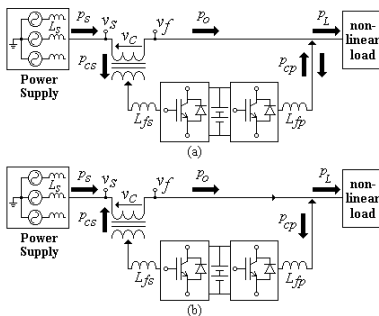 p_S v_S v_f p_o p_L
L_S v_C
p_cs p_cp
non-
linear
load
Power
Supply
L_fs L_fp
(a)
p_S v_S v_f p_o p_L
L_S v_C
p_cs p_cp
non-
linear
load
Power
Supply
L_fs L_fp
(b)